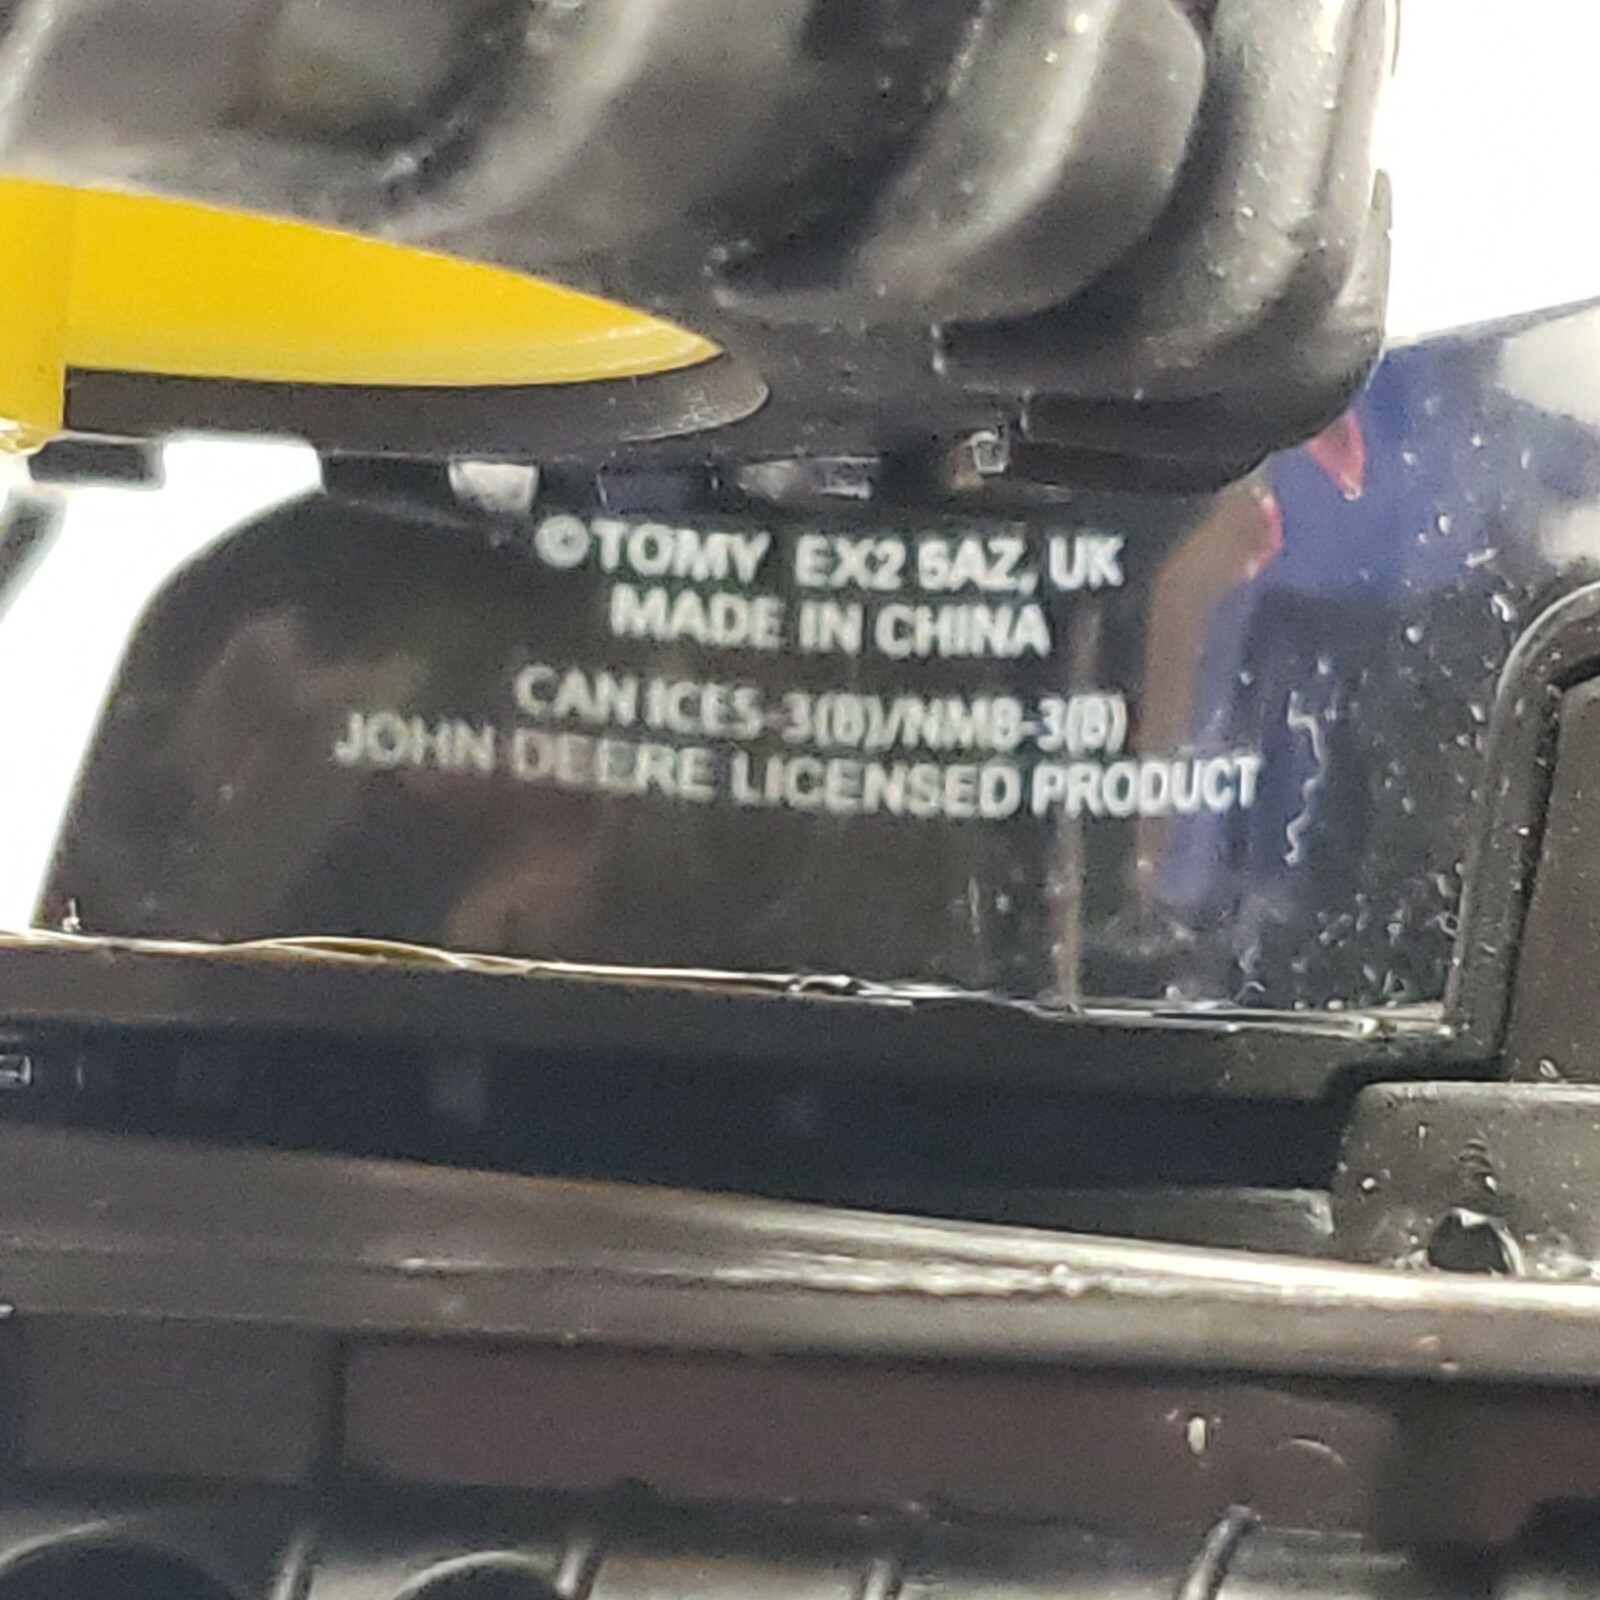 ©TOMY EX2 5AZ, UK
MADE IN CHINA
CAN ICES-3(B)/NMB-3(B)
JOHN DEERE LICENSED PRODUCT